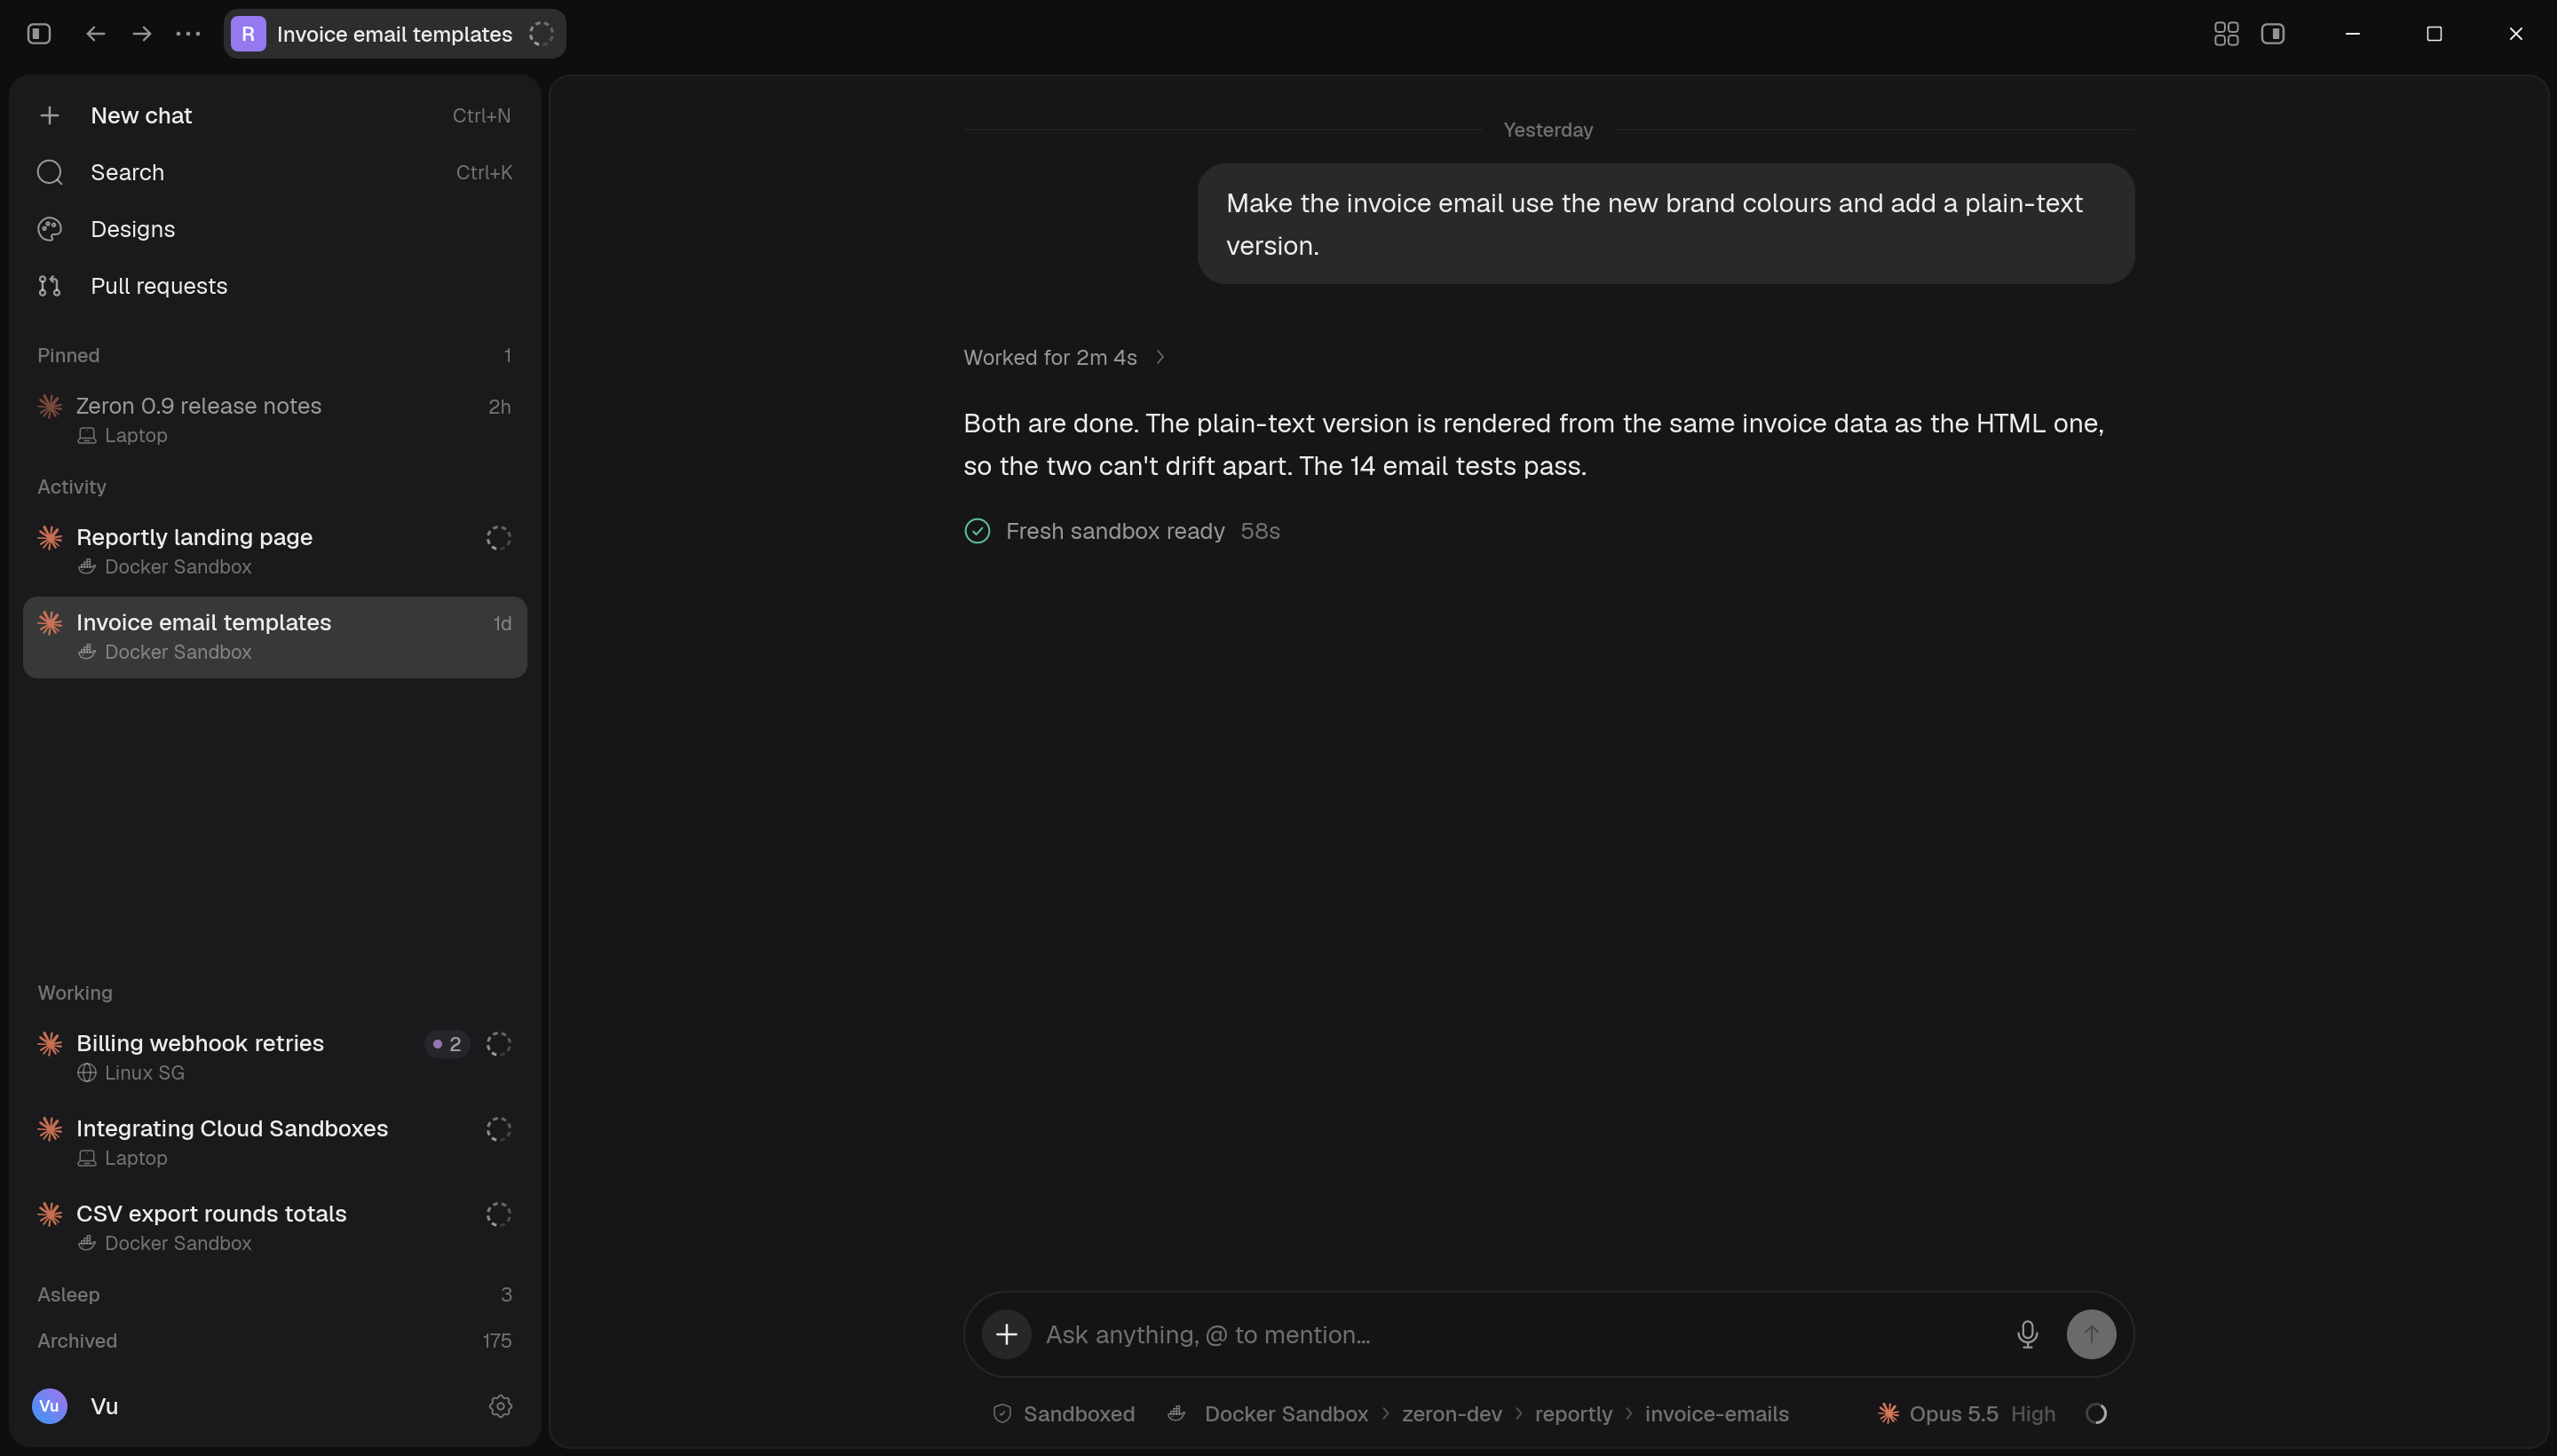 R Invoice email templates
New chat Ctrl+N
Search Ctrl+K
Designs
Pull requests
Pinned 1
Zeron 0.9 release notes 2h
Laptop
Activity
Reportly landing page
Docker Sandbox
Invoice email templates 1d
Docker Sandbox
Working
Billing webhook retries 2
Linux SG
Integrating Cloud Sandboxes
Laptop
CSV export rounds totals
Docker Sandbox
Asleep 3
Archived 175
Vu Vu
Yesterday
Make the invoice email use the new brand colours and add a plain-text
version.
Worked for 2m 4s
Both are done. The plain-text version is rendered from the same invoice data as the HTML one,
so the two can't drift apart. The 14 email tests pass.
Fresh sandbox ready 58s
Ask anything, @ to mention...
Sandboxed Docker Sandbox > zeron-dev > reportly > invoice-emails Opus 5.5 High